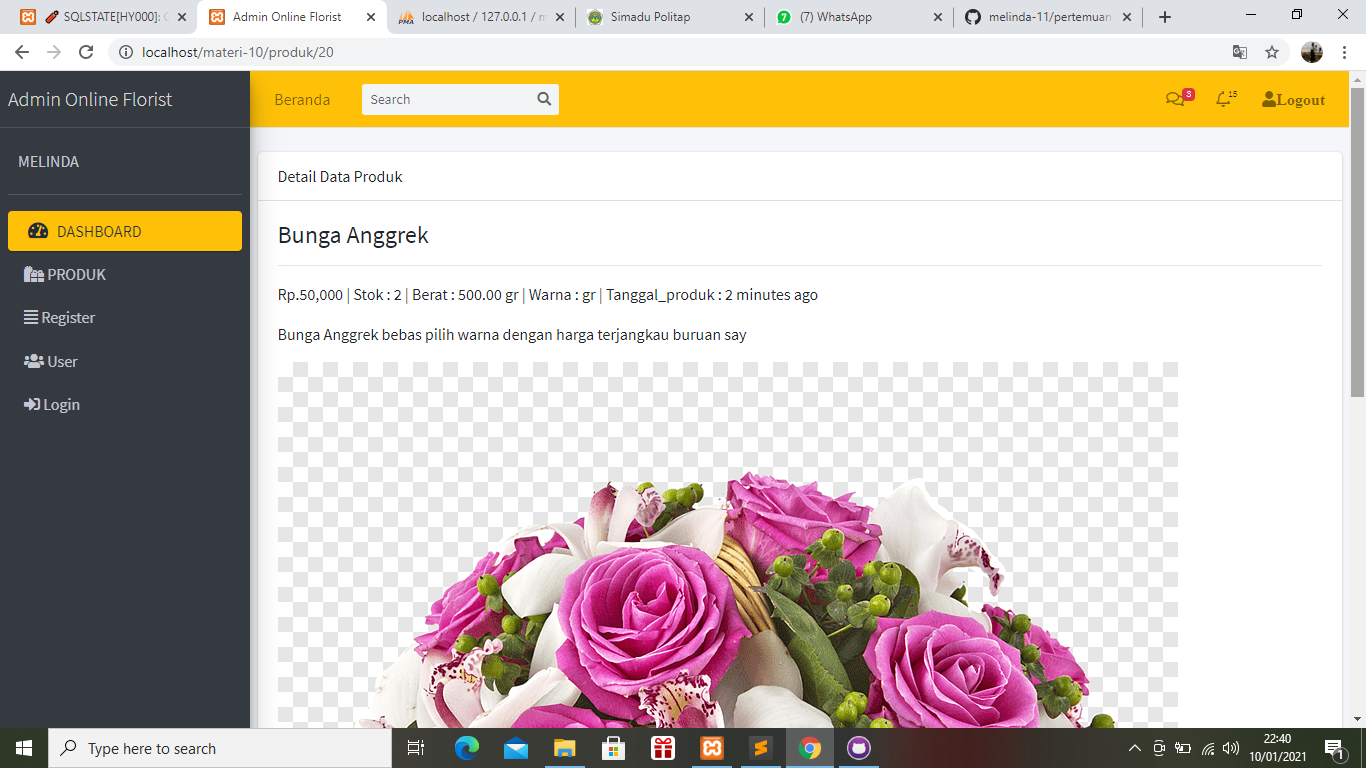 SQLSTATE[HY000]:
Admin Online Florist
localhost / 127.0.0.1 /
Simadu Politap
(7) WhatsApp
melinda-11/pertemuan
localhost/materi-10/produk/20
Admin Online Florist
Beranda
Search
3
15
Logout
MELINDA
DASHBOARD
PRODUK
Register
User
Login
Detail Data Produk
Bunga Anggrek
Rp.50,000 | Stok : 2 | Berat : 500.00 gr | Warna : gr | Tanggal_produk : 2 minutes ago
Bunga Anggrek bebas pilih warna dengan harga terjangkau buruan say
Type here to search
22:40
10/01/2021
1